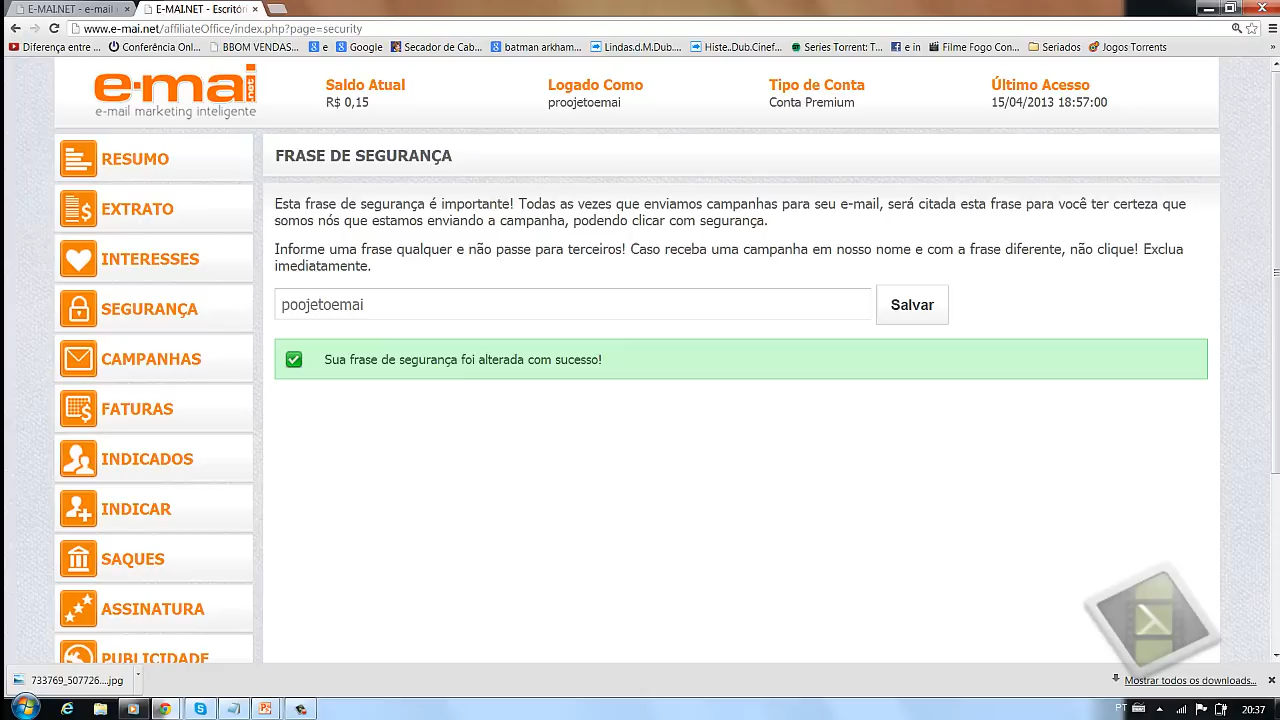 E-MAI.NET - e-mail
E-MAI.NET - Escritóri
www.e-mai.net/affiliateOffice/index.php?page=security
Diferença entre ...
Conferência Onl...
BBOM VENDAS...
e
Google
Secador de Cab...
batman arkham...
Lindas.d.M.Dub...
Histe..Dub.Cinef...
Series Torrent: T...
e in
Filme Fogo Con...
Seriados
Jogos Torrents
e-mai.net
e-mail marketing inteligente
Saldo Atual
R$ 0,15
Logado Como
proojetoemai
Tipo de Conta
Conta Premium
Último Acesso
15/04/2013 18:57:00
RESUMO
EXTRATO
INTERESSES
SEGURANÇA
CAMPANHAS
FATURAS
INDICADOS
INDICAR
SAQUES
ASSINATURA
PUBLICIDADE
FRASE DE SEGURANÇA
Esta frase de segurança é importante! Todas as vezes que enviamos campanhas para seu e-mail, será citada esta frase para você ter certeza que
somos nós que estamos enviando a campanha, podendo clicar com segurança.
Informe uma frase qualquer e não passe para terceiros! Caso receba uma campanha em nosso nome e com a frase diferente, não clique! Exclua
imediatamente.
poojetoemai
Salvar
Sua frase de segurança foi alterada com sucesso!
733769_507726....jpg
Mostrar todos os downloads...
PT
20:37